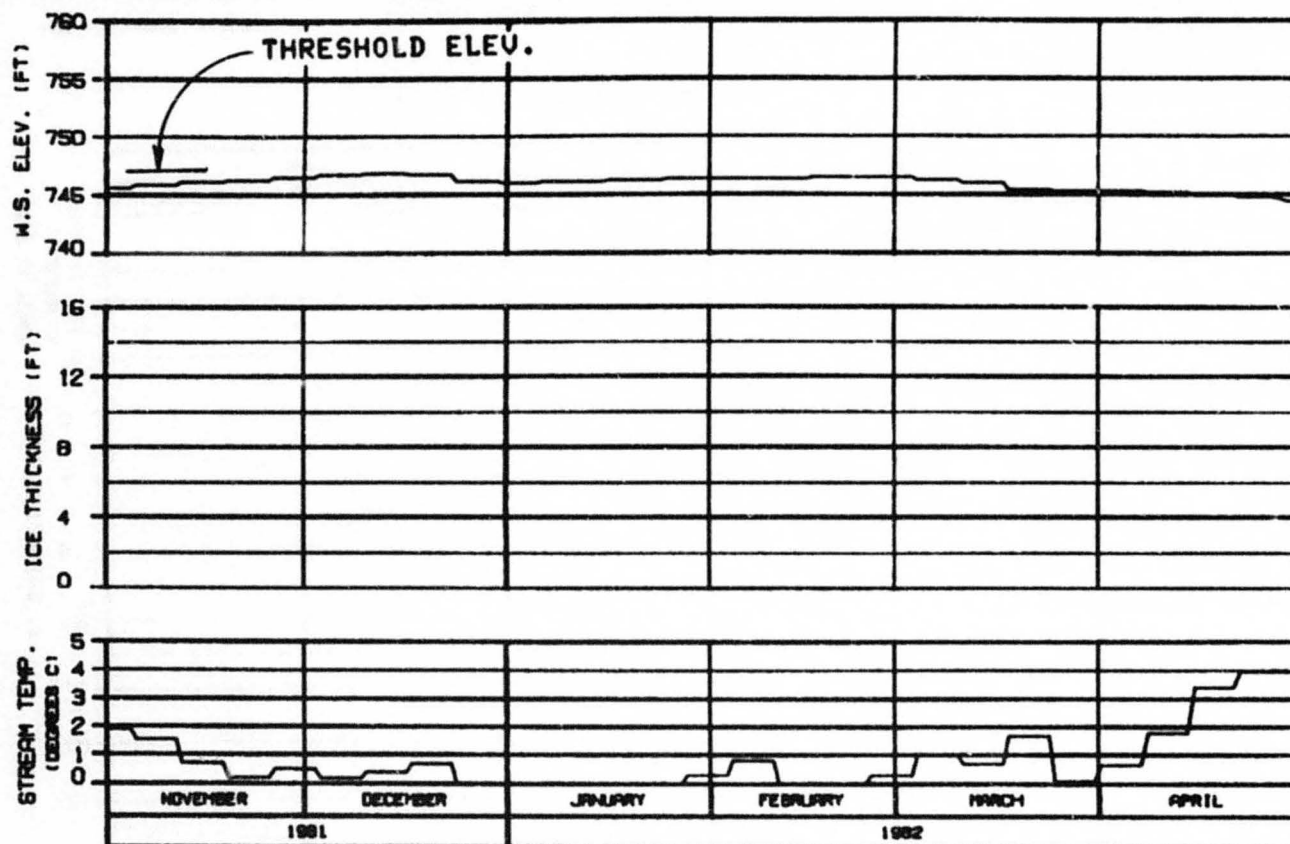 760
THRESHOLD ELEV.
755
750
745
740
W.S. ELEV. (FT)
16
12
8
4
0
ICE THICKNESS (FT)
5
4
3
2
1
0
STREAM TEMP.
(DEGREES C)
NOVEMBER DECEMBER JANUARY FEBRUARY MARCH APRIL
1981 1982